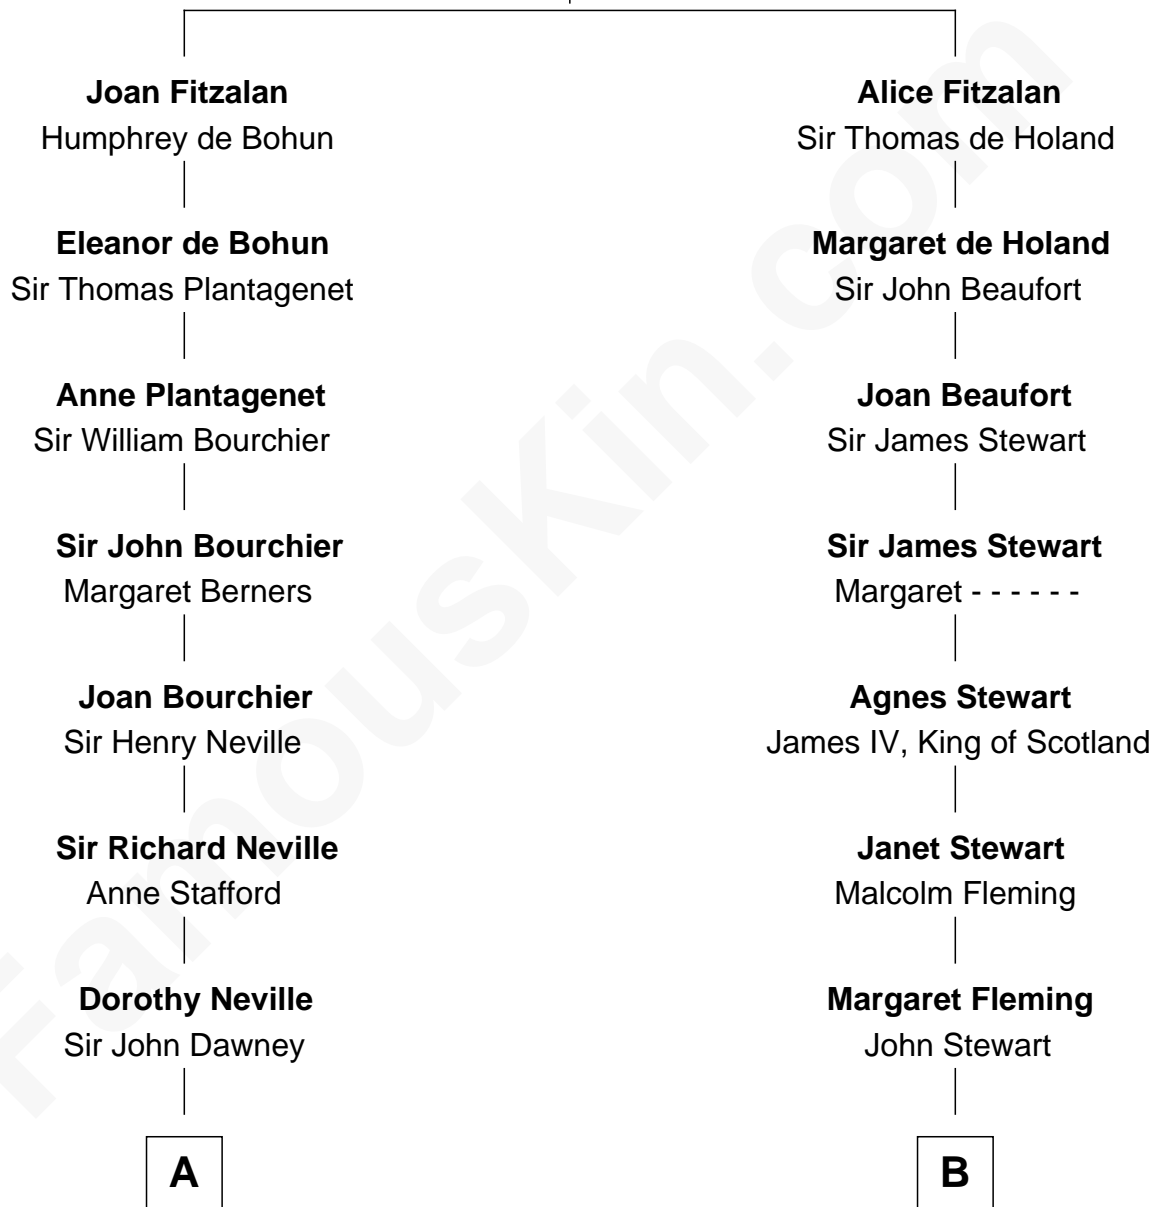 Joan Fitzalan
Humphrey de Bohun
Eleanor de Bohun
Sir Thomas Plantagenet
Anne Plantagenet
Sir William Bourchier
Sir John Bourchier
Margaret Berners
Joan Bourchier
Sir Henry Neville
Sir Richard Neville
Anne Stafford
Dorothy Neville
Sir John Dawney
A
Alice Fitzalan
Sir Thomas de Holand
Margaret de Holand
Sir John Beaufort
Joan Beaufort
Sir James Stewart
Sir James Stewart
Margaret - - - - - -
Agnes Stewart
James IV, King of Scotland
Janet Stewart
Malcolm Fleming
Margaret Fleming
John Stewart
B
FamousKin.com